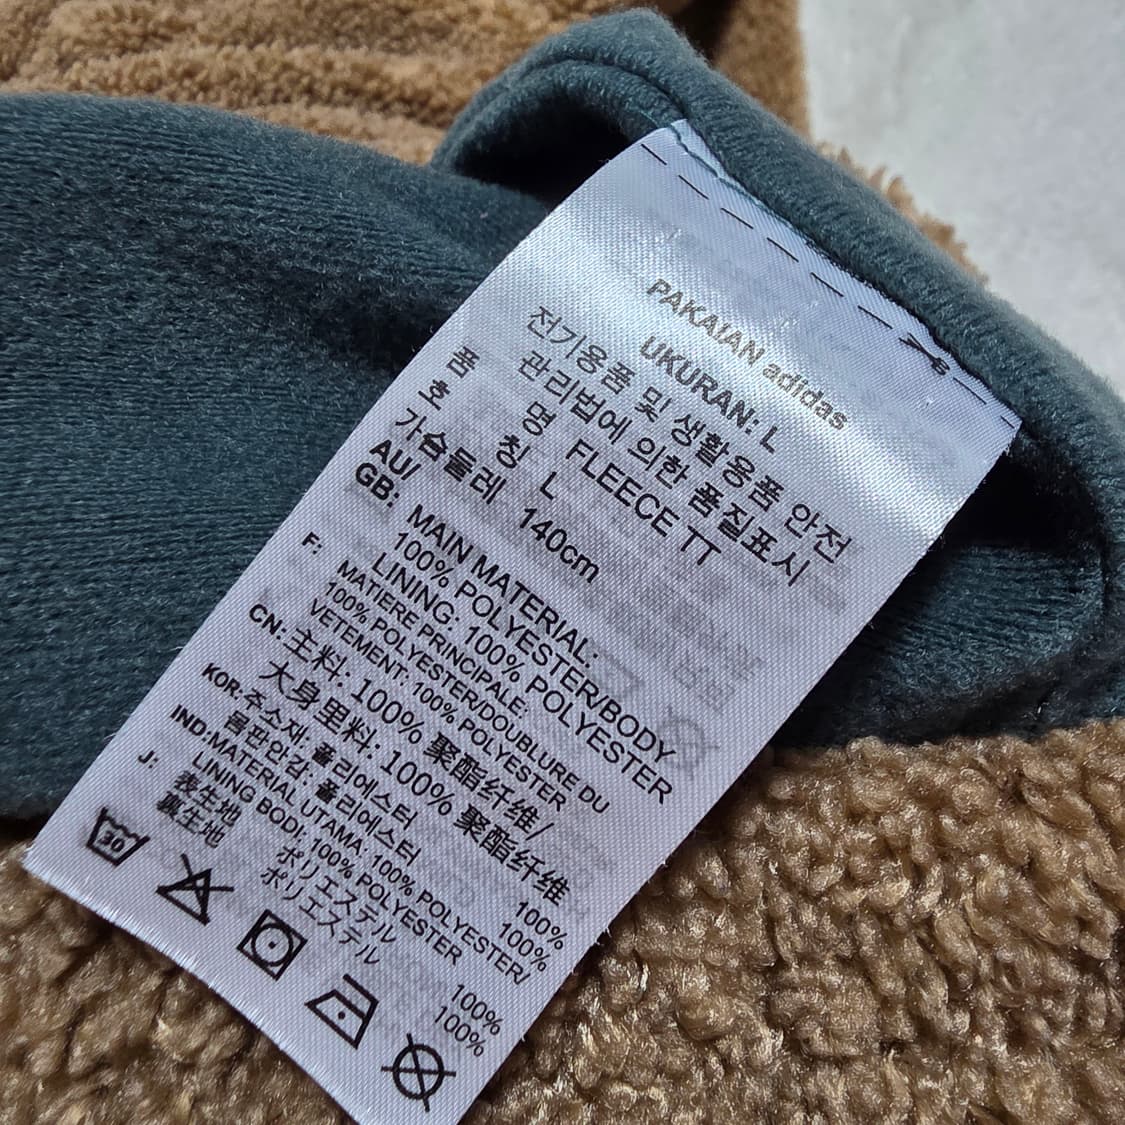 PAKAIAN adidas
UKURAN: L
전기용품 및 생활용품 안전
관리법에 의한 품질표시
품 명 FLEECE TT
호 칭 L
가슴둘레 140cm
AU/
GB: MAIN MATERIAL:
100% POLYESTER/BODY
LINING: 100% POLYESTER
F: MATIERE PRINCIPALE:
100% POLYESTER/DOUBLURE DU
VETEMENT: 100% POLYESTER
CN: 主料: 100% 聚酯纤维/
大身里料: 100% 聚酯纤维
KOR: 주소재: 폴리에스터 100%
몸판안감: 폴리에스터 100%
IND: MATERIAL UTAMA: 100% POLYESTER/
LINING BODI: 100% POLYESTER
J: 表生地 ポリエステル 100%
裏生地 ポリエステル 100%
30